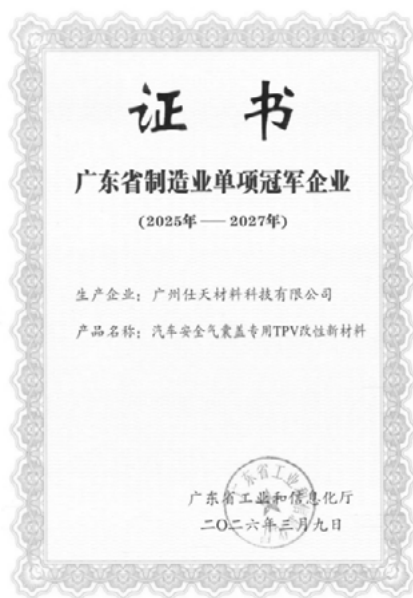 证 书
广东省制造业单项冠军企业
(2025年——2027年)
生产企业：广州仕天材料科技有限公司
产品名称：汽车安全气囊盖专用TPV改性新材料
广东省工业和信息化厅
二〇二六年三月九日